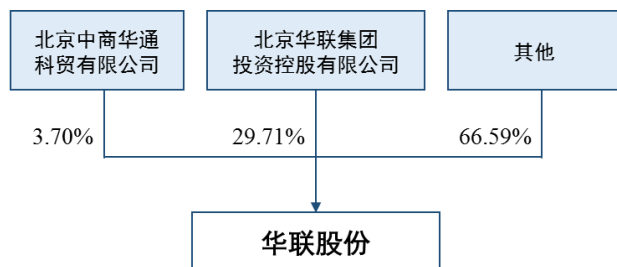 北京中商华通
科贸有限公司
北京华联集团
投资控股有限公司
其他
3.70%
29.71%
66.59%
华联股份